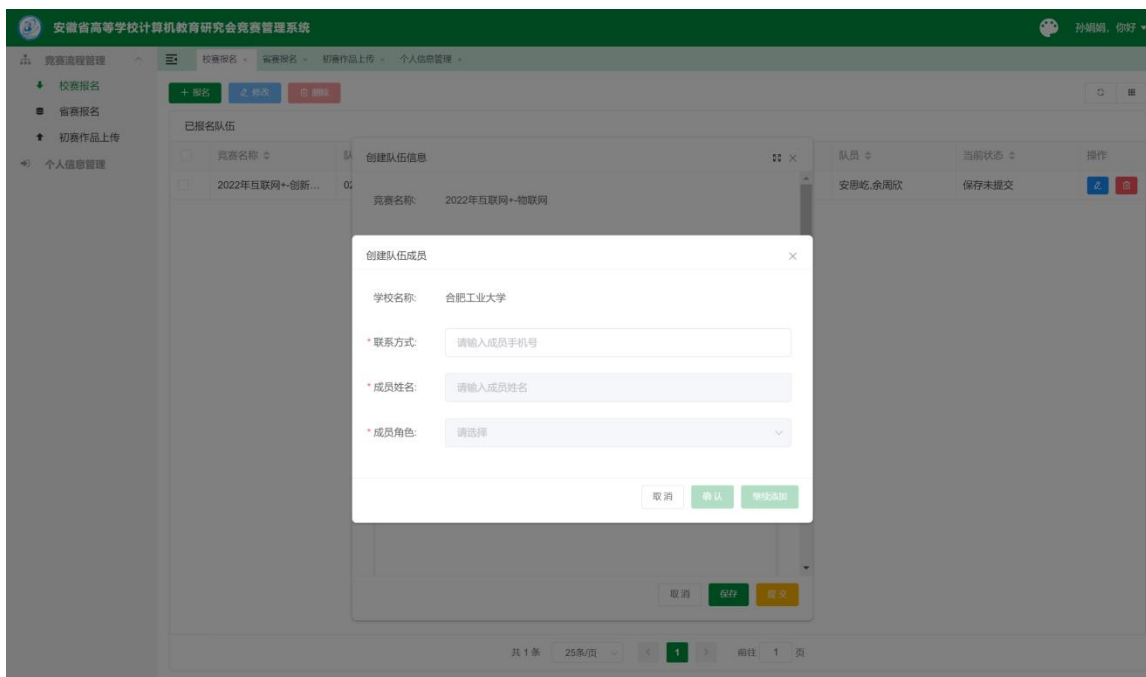 安徽省高等学校计算机教育研究会竞赛管理系统
孙娟娟，你好
竞赛流程管理
校赛报名
省赛报名
初赛作品上传
个人信息管理
校赛报名
省赛报名
初赛作品上传
个人信息管理
+ 报名
修改
删除
已报名队伍
竞赛名称
队
队员
当前状态
操作
2022年互联网+-创新...
02
安思屹,余周欣
保存未提交
创建队伍信息
竞赛名称:
2022年互联网+-物联网
创建队伍成员
学校名称:
合肥工业大学
* 联系方式:
请输入成员手机号
* 成员姓名:
请输入成员姓名
* 成员角色:
请选择
取消
确认
继续添加
取消
保存
提交
共 1 条
25条/页
1
前往
1
页